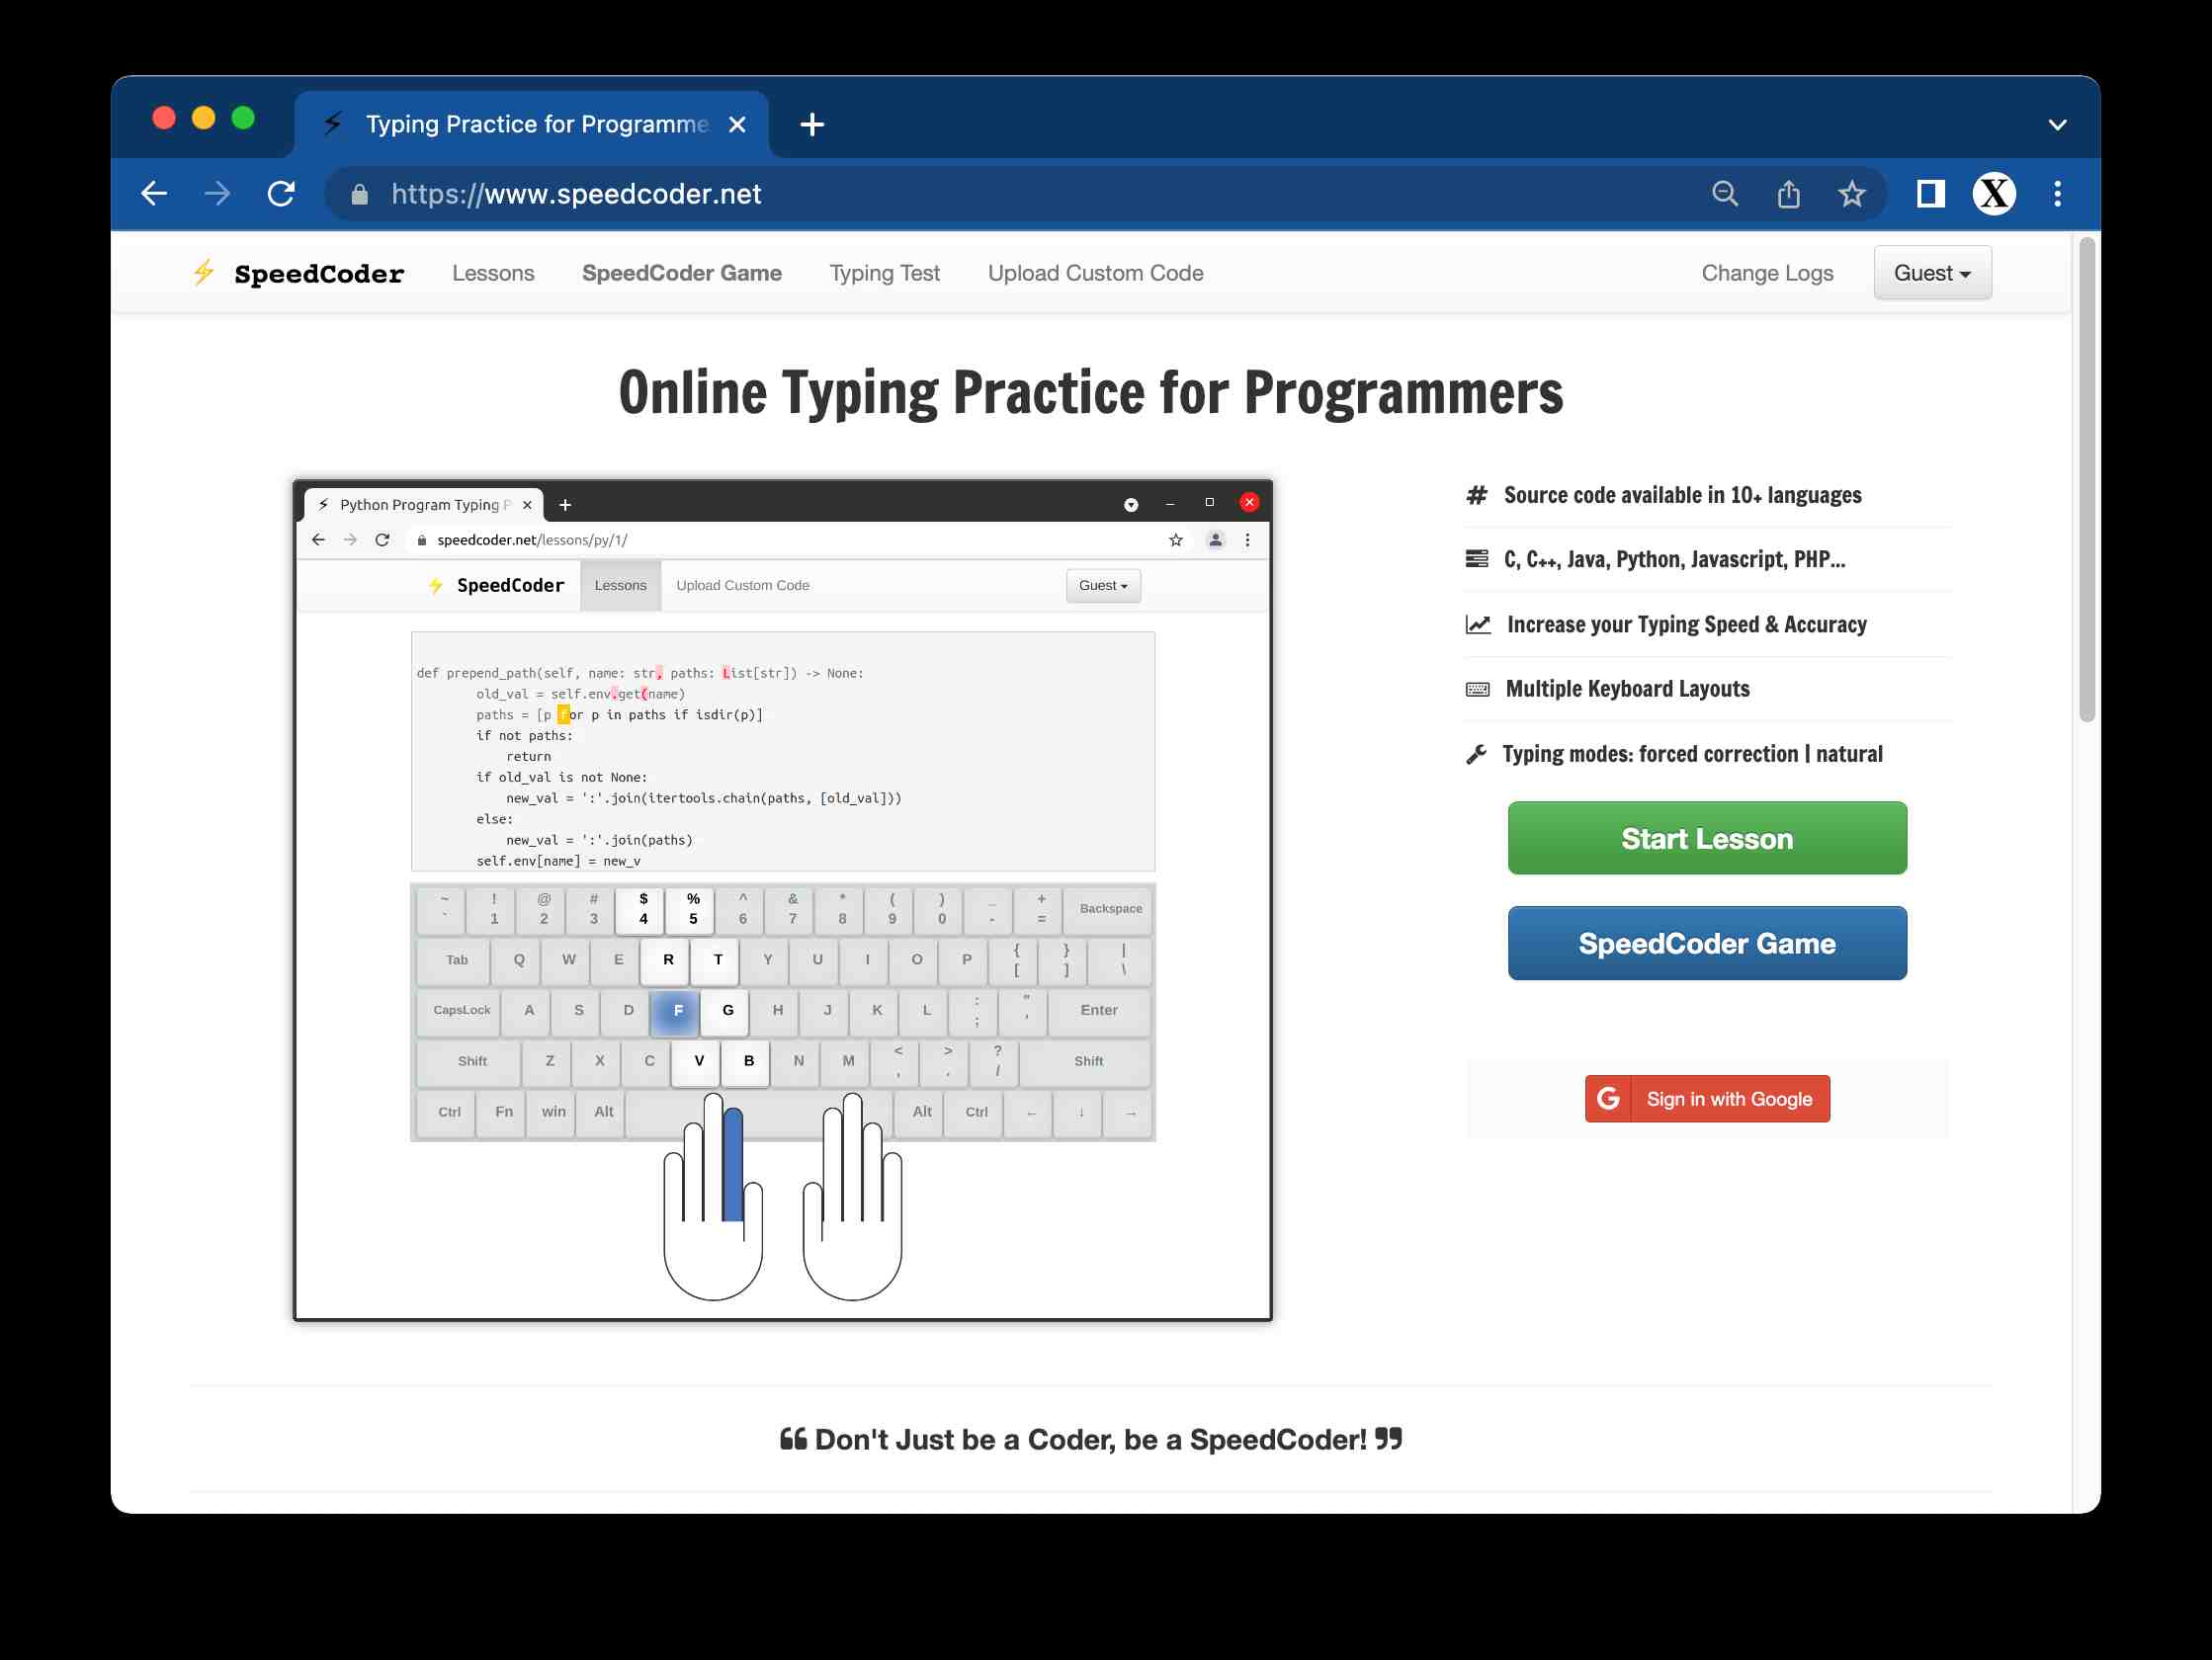 Typing Practice for Programme
https://www.speedcoder.net
X
SpeedCoder Lessons SpeedCoder Game Typing Test Upload Custom Code Change Logs Guest
Online Typing Practice for Programmers
Python Program Typing P
speedcoder.net/lessons/py/1/
SpeedCoder Lessons Upload Custom Code Guest
def prepend_path(self, name: str, paths: List[str]) -> None:
old_val = self.env.get(name)
paths = [p for p in paths if isdir(p)]
if not paths:
return
if old_val is not None:
new_val = ':'.join(itertools.chain(paths, [old_val]))
else:
new_val = ':'.join(paths)
self.env[name] = new_v
~ ! @ # $ % ^ & * ( ) _ +
` 1 2 3 4 5 6 7 8 9 0 - = Backspace
Tab Q W E R T Y U I O P { [ } ] | \
CapsLock A S D F G H J K L : ; " ' Enter
Shift Z X C V B N M < , > . ? / Shift
Ctrl Fn win Alt Alt Ctrl ← ↓ →
# Source code available in 10+ languages
C, C++, Java, Python, Javascript, PHP...
Increase your Typing Speed & Accuracy
Multiple Keyboard Layouts
Typing modes: forced correction | natural
Start Lesson
SpeedCoder Game
G Sign in with Google
“ Don't Just be a Coder, be a SpeedCoder! ”